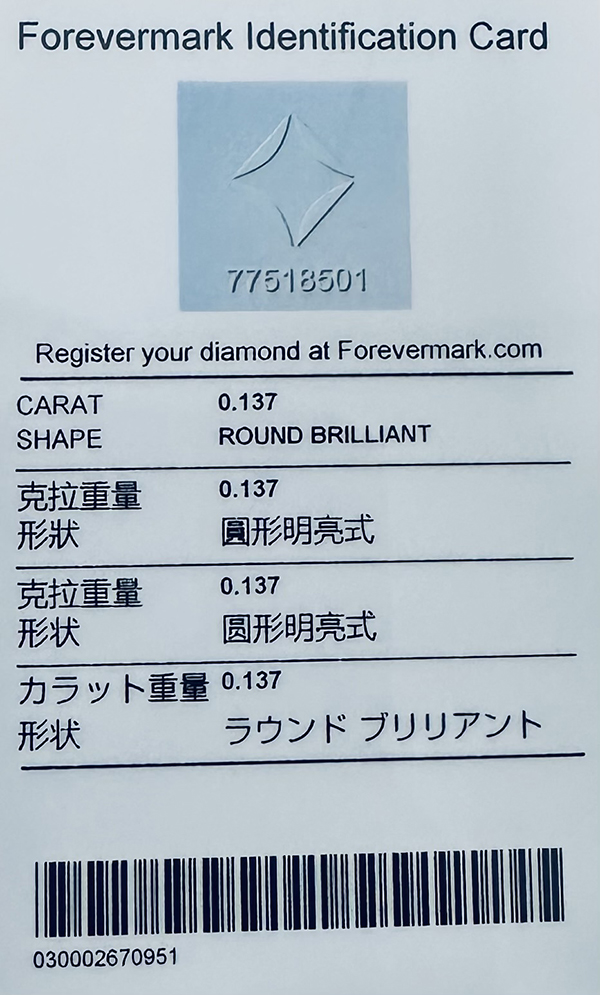 Forevermark Identification Card
77518501
Register your diamond at Forevermark.com
CARAT 0.137
SHAPE ROUND BRILLIANT
克拉重量 0.137
形狀 圓形明亮式
克拉重量 0.137
形状 圆形明亮式
カラット重量 0.137
形状 ラウンド ブリリアント
030002670951